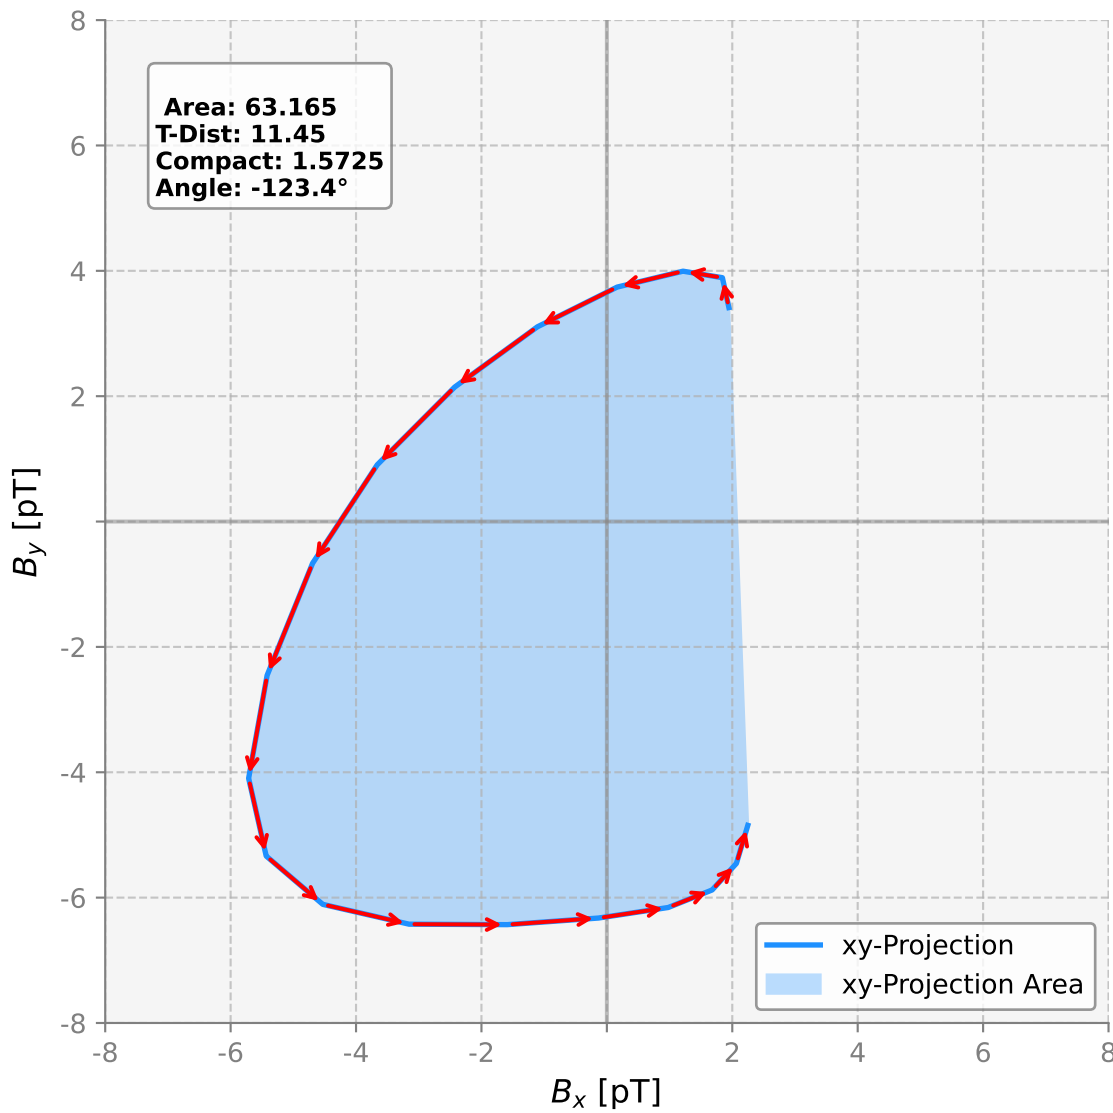 8
6
4
2
-2
-4
-6
-8
-8
-6
-4
-2
2
4
6
8
B_y [pT]
B_x [pT]
Area: 63.165
T-Dist: 11.45
Compact: 1.5725
Angle: -123.4°
xy-Projection
xy-Projection Area